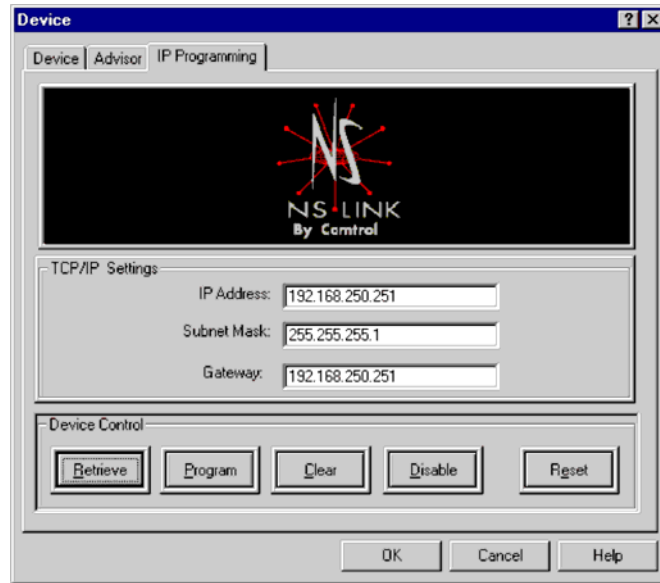 Device
Device Advisor IP Programming
NS
NS LINK
By Comtrol
TCP/IP Settings
IP Address: 192.168.250.251
Subnet Mask: 255.255.255.1
Gateway: 192.168.250.251
Device Control
Retrieve Program Clear Disable Reset
OK Cancel Help